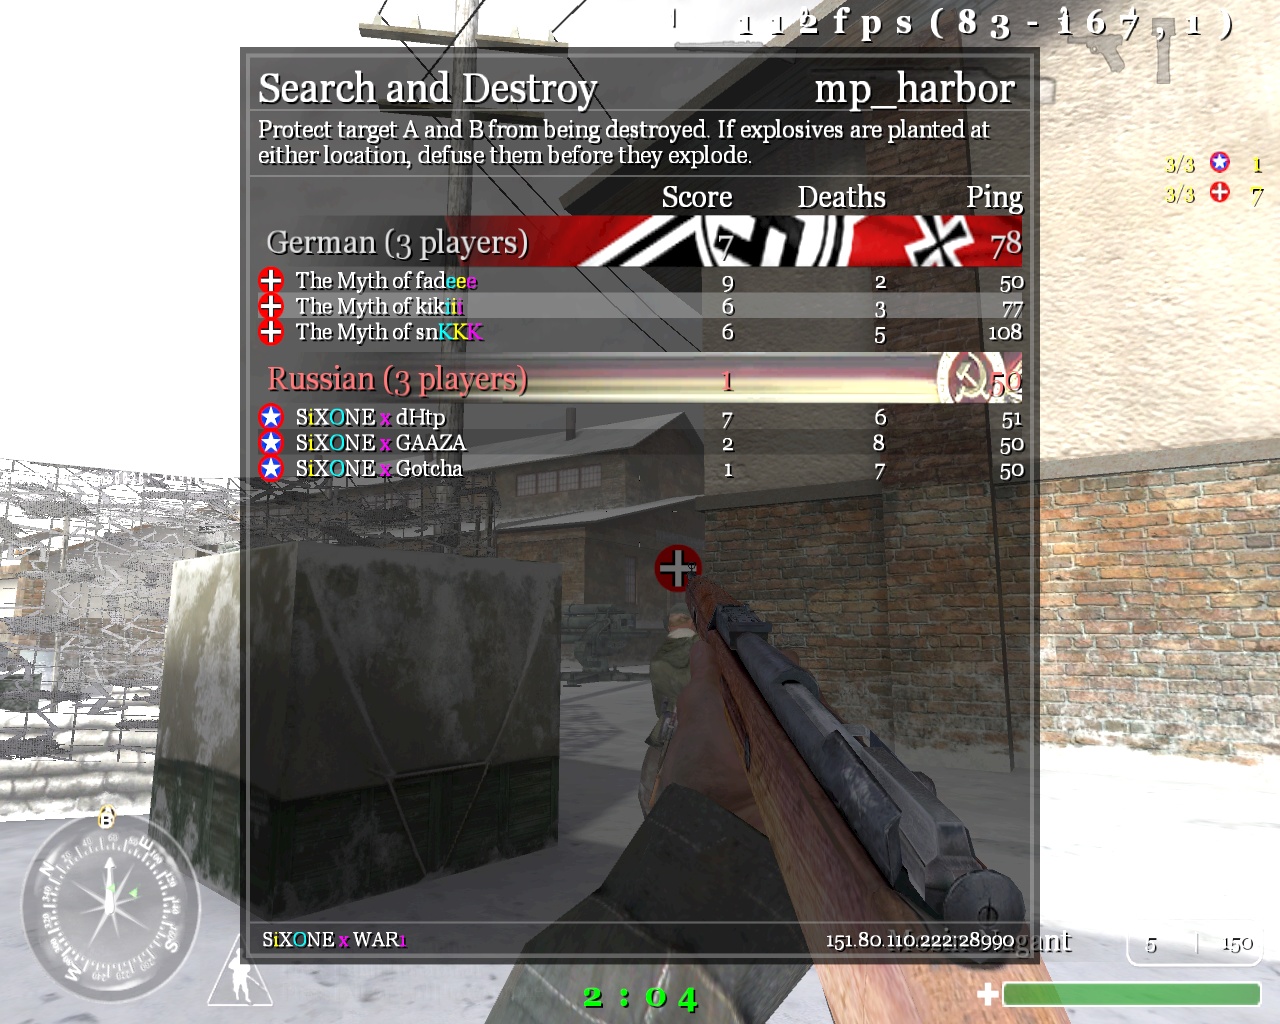 112fps(83-167,1)
Search and Destroy mp_harbor
Protect target A and B from being destroyed. If explosives are planted at
either location, defuse them before they explode.
3/3 1
3/3 7
Score Deaths Ping
German (3 players) 7 78
The Myth of fadeee 9 2 50
The Myth of kikiii 6 3 77
The Myth of snKKK 6 5 108
Russian (3 players) 1 50
SiXONE x dHtp 7 6 51
SiXONE x GAAZA 2 8 50
SiXONE x Gotcha 1 7 50
B
SiXONE x WAR1 151.80.110.222:28990
Mosin-Nagant 5 | 150
2:04